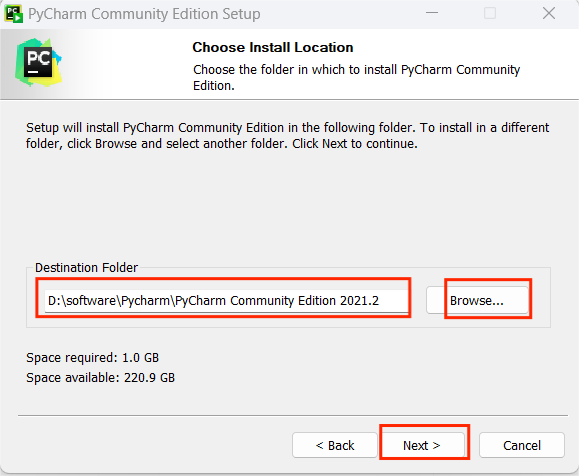 PyCharm Community Edition Setup
PC
Choose Install Location
PC
Choose the folder in which to install PyCharm Community
Edition.
Setup will install PyCharm Community Edition in the following folder. To install in a different
folder, click Browse and select another folder. Click Next to continue.
Destination Folder
D:\software\Pycharm\PyCharm Community Edition 2021.2
Browse...
Space required: 1.0 GB
Space available: 220.9 GB
< Back
Next >
Cancel